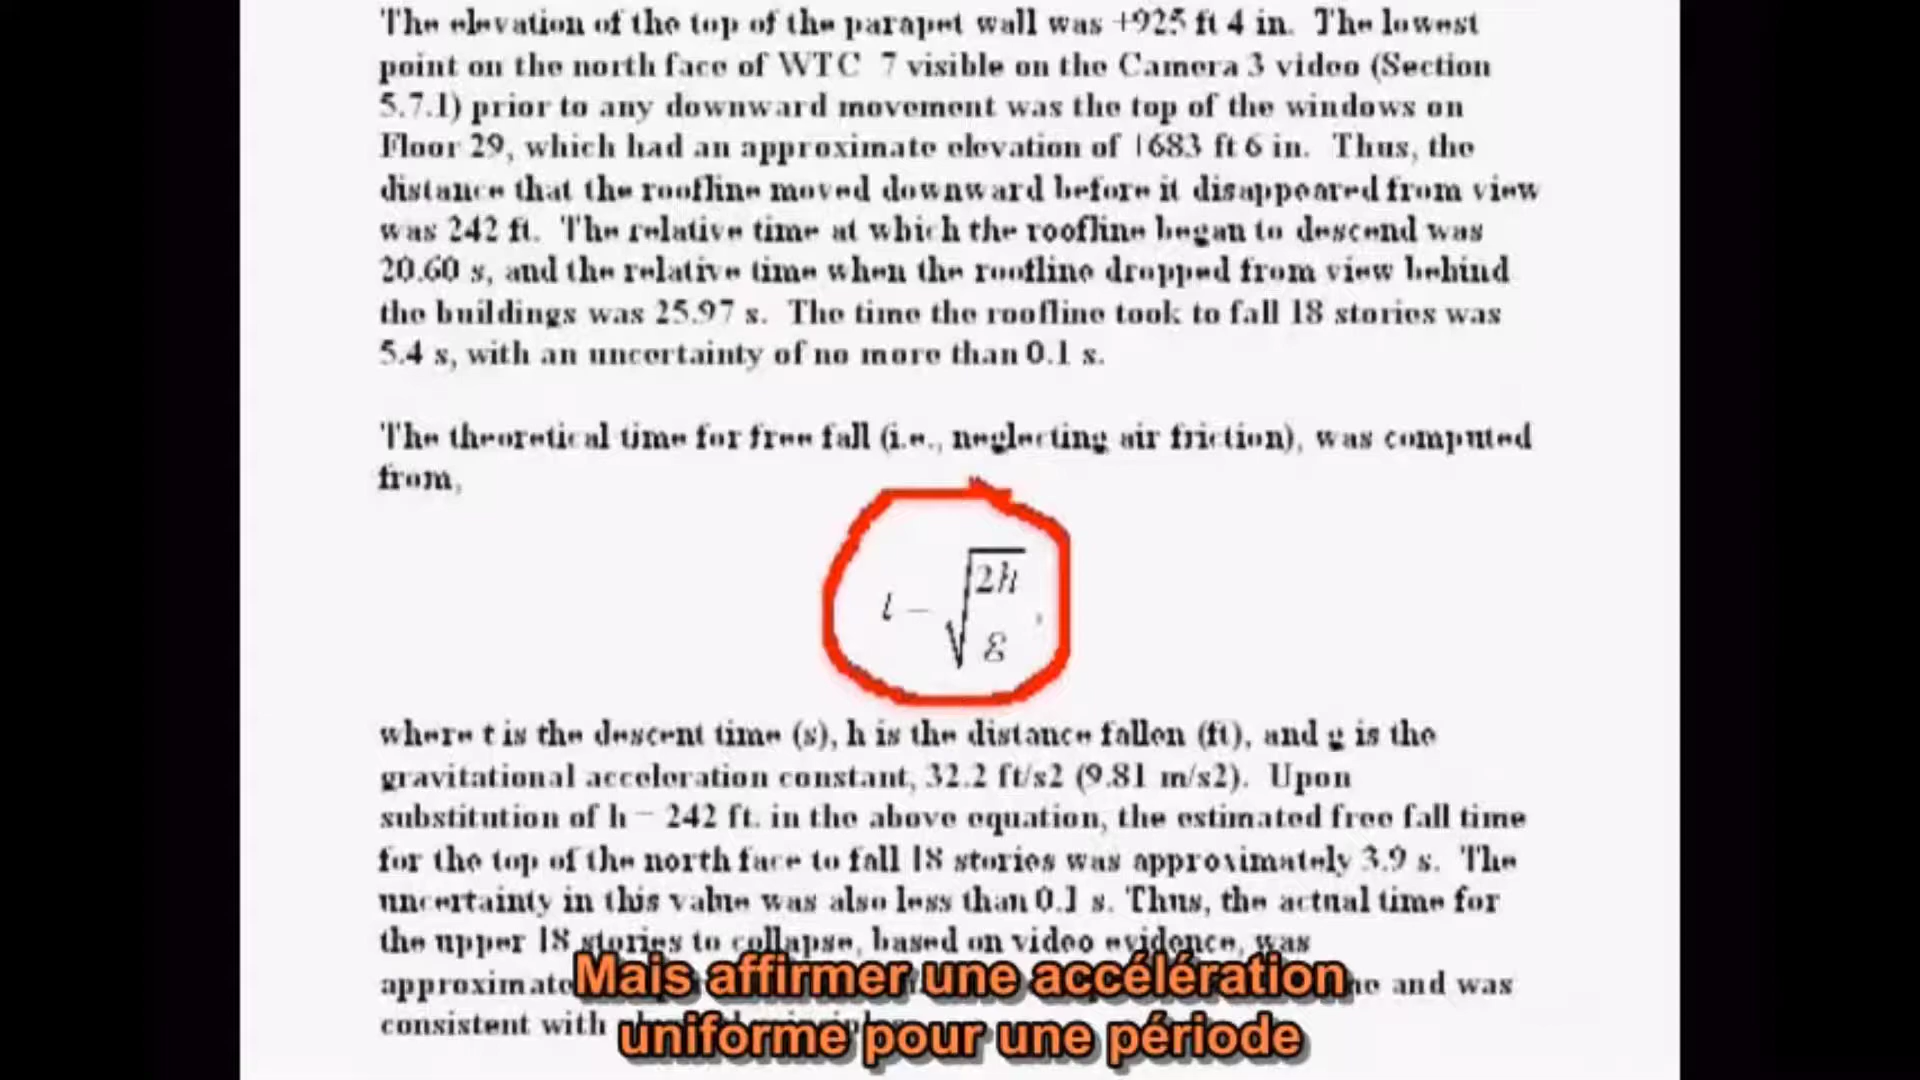 The elevation of the top of the parapet wall was +925 ft 4 in. The lowest
point on the north face of WTC 7 visible on the Camera 3 video (Section
5.7.1) prior to any downward movement was the top of the windows on
Floor 29, which had an approximate elevation of 1683 ft 6 in. Thus, the
distance that the roofline moved downward before it disappeared from view
was 242 ft. The relative time at which the roofline began to descend was
20.60 s, and the relative time when the roofline dropped from view behind
the buildings was 25.97 s. The time the roofline took to fall 18 stories was
5.4 s, with an uncertainty of no more than 0.1 s.
The theoretical time for free fall (i.e., neglecting air friction), was computed
from,
t = √2h/g,
where t is the descent time (s), h is the distance fallen (ft), and g is the
gravitational acceleration constant, 32.2 ft/s2 (9.81 m/s2). Upon
substitution of h = 242 ft. in the above equation, the estimated free fall time
for the top of the north face to fall 18 stories was approximately 3.9 s. The
uncertainty in this value was also less than 0.1 s. Thus, the actual time for
the upper 18 stories to collapse, based on video evidence, was
and was
consistent with
Mais affirmer une accélération
uniforme pour une période